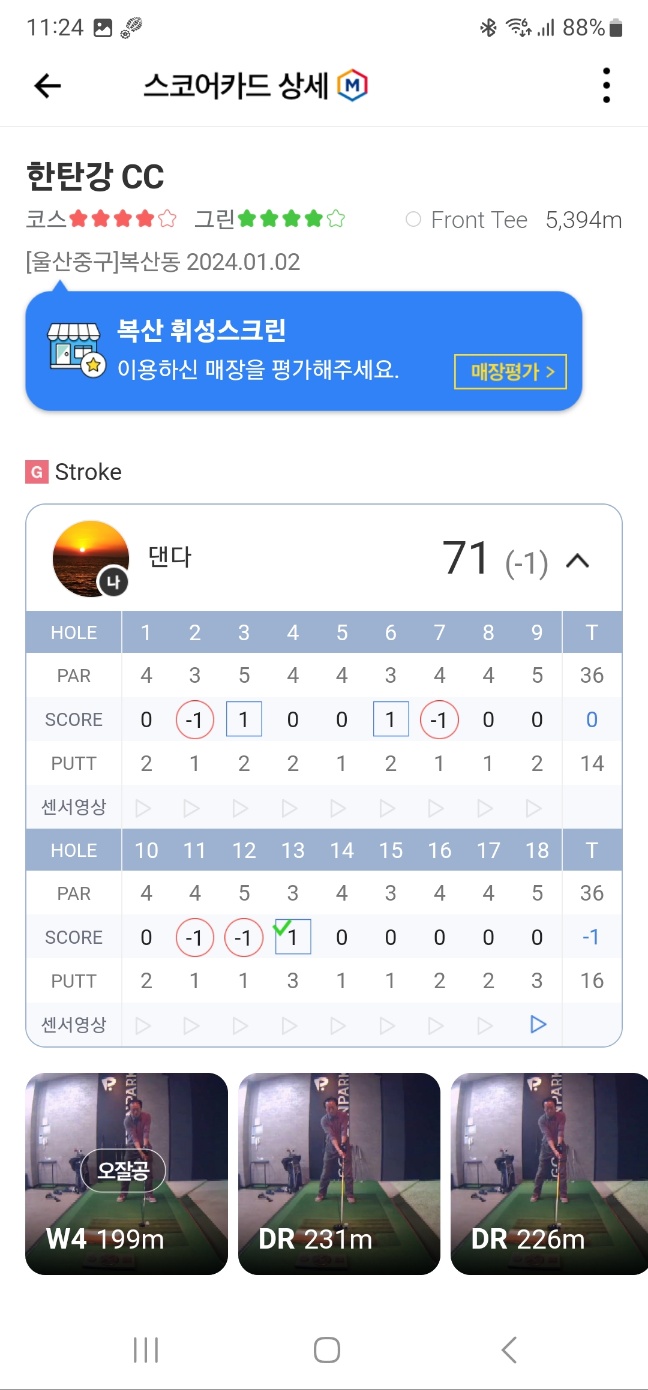 11:24 88%
스코어카드 상세 M
한탄강 CC
코스 그린 Front Tee 5,394m
[울산중구]복산동 2024.01.02
복산 휘성스크린
이용하신 매장을 평가해주세요.
매장평가 >
G Stroke
나 댄다 71 (-1)
HOLE 1 2 3 4 5 6 7 8 9 T
PAR 4 3 5 4 4 3 4 4 5 36
SCORE 0 -1 1 0 0 1 -1 0 0 0
PUTT 2 1 2 2 1 2 1 1 2 14
센서영상
HOLE 10 11 12 13 14 15 16 17 18 T
PAR 4 4 5 3 4 3 4 4 5 36
SCORE 0 -1 -1 1 0 0 0 0 0 -1
PUTT 2 1 1 3 1 1 2 2 3 16
센서영상
오잘공
W4 199m DR 231m DR 226m